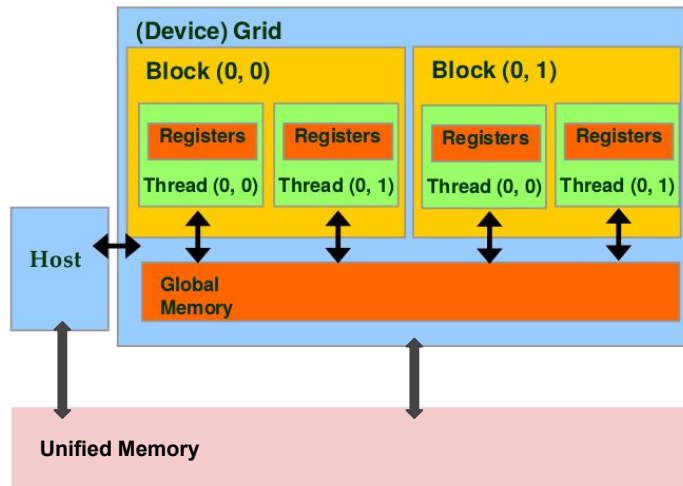 (Device) Grid
Block (0, 0)
Block (0, 1)
Registers
Registers
Registers
Registers
Thread (0, 0)
Thread (0, 1)
Thread (0, 0)
Thread (0, 1)
Host
Global
Memory
Unified Memory